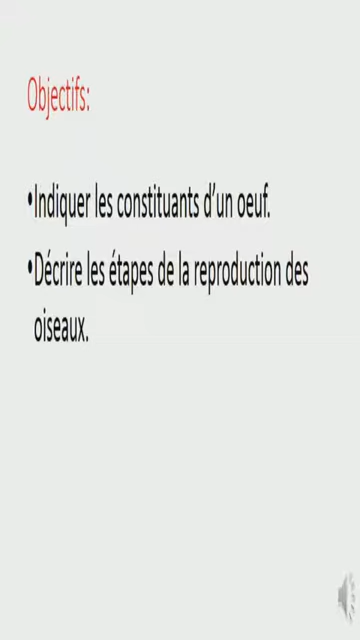 Objectifs:
•Indiquer les constituants d’un oeuf.
•Décrire les étapes de la reproduction des
oiseaux.